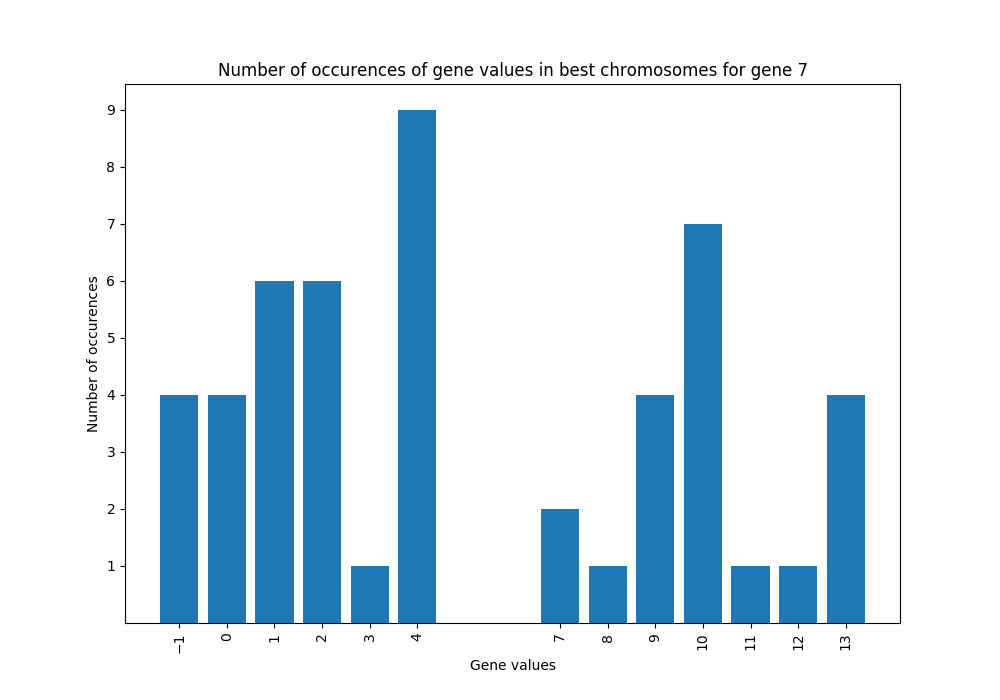 Number of occurences of gene values in best chromosomes for gene 7
Number of occurences
9
8
7
6
5
4
3
2
1
−1 0 1 2 3 4 7 8 9 10 11 12 13
Gene values